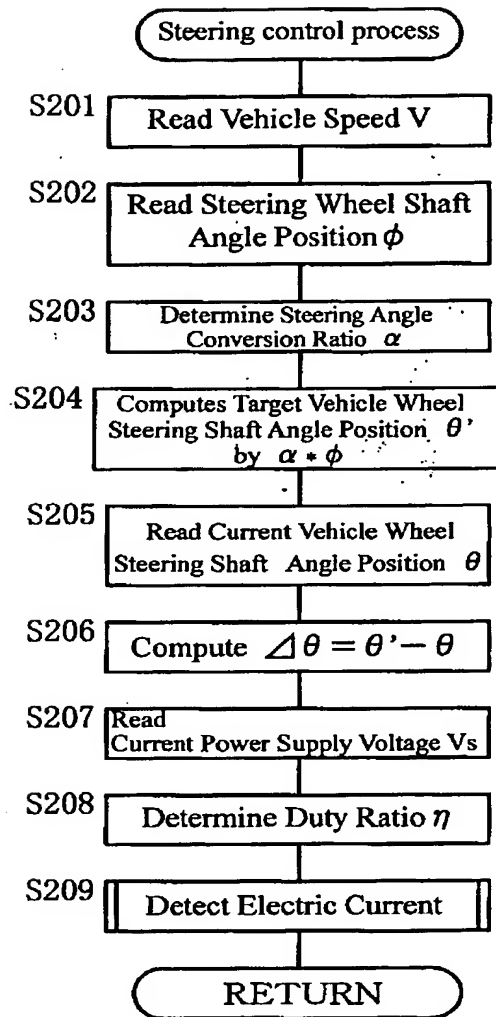 Steering control process
S201
Read Vehicle Speed V
S202
Read Steering Wheel Shaft
Angle Position ϕ
S203
Determine Steering Angle
Conversion Ratio α
S204
Computes Target Vehicle Wheel
Steering Shaft Angle Position θ'
by α * ϕ
S205
Read Current Vehicle Wheel
Steering Shaft Angle Position θ
S206
Compute ⊿θ = θ' − θ
S207
Read
Current Power Supply Voltage Vs
S208
Determine Duty Ratio η
S209
Detect Electric Current
RETURN